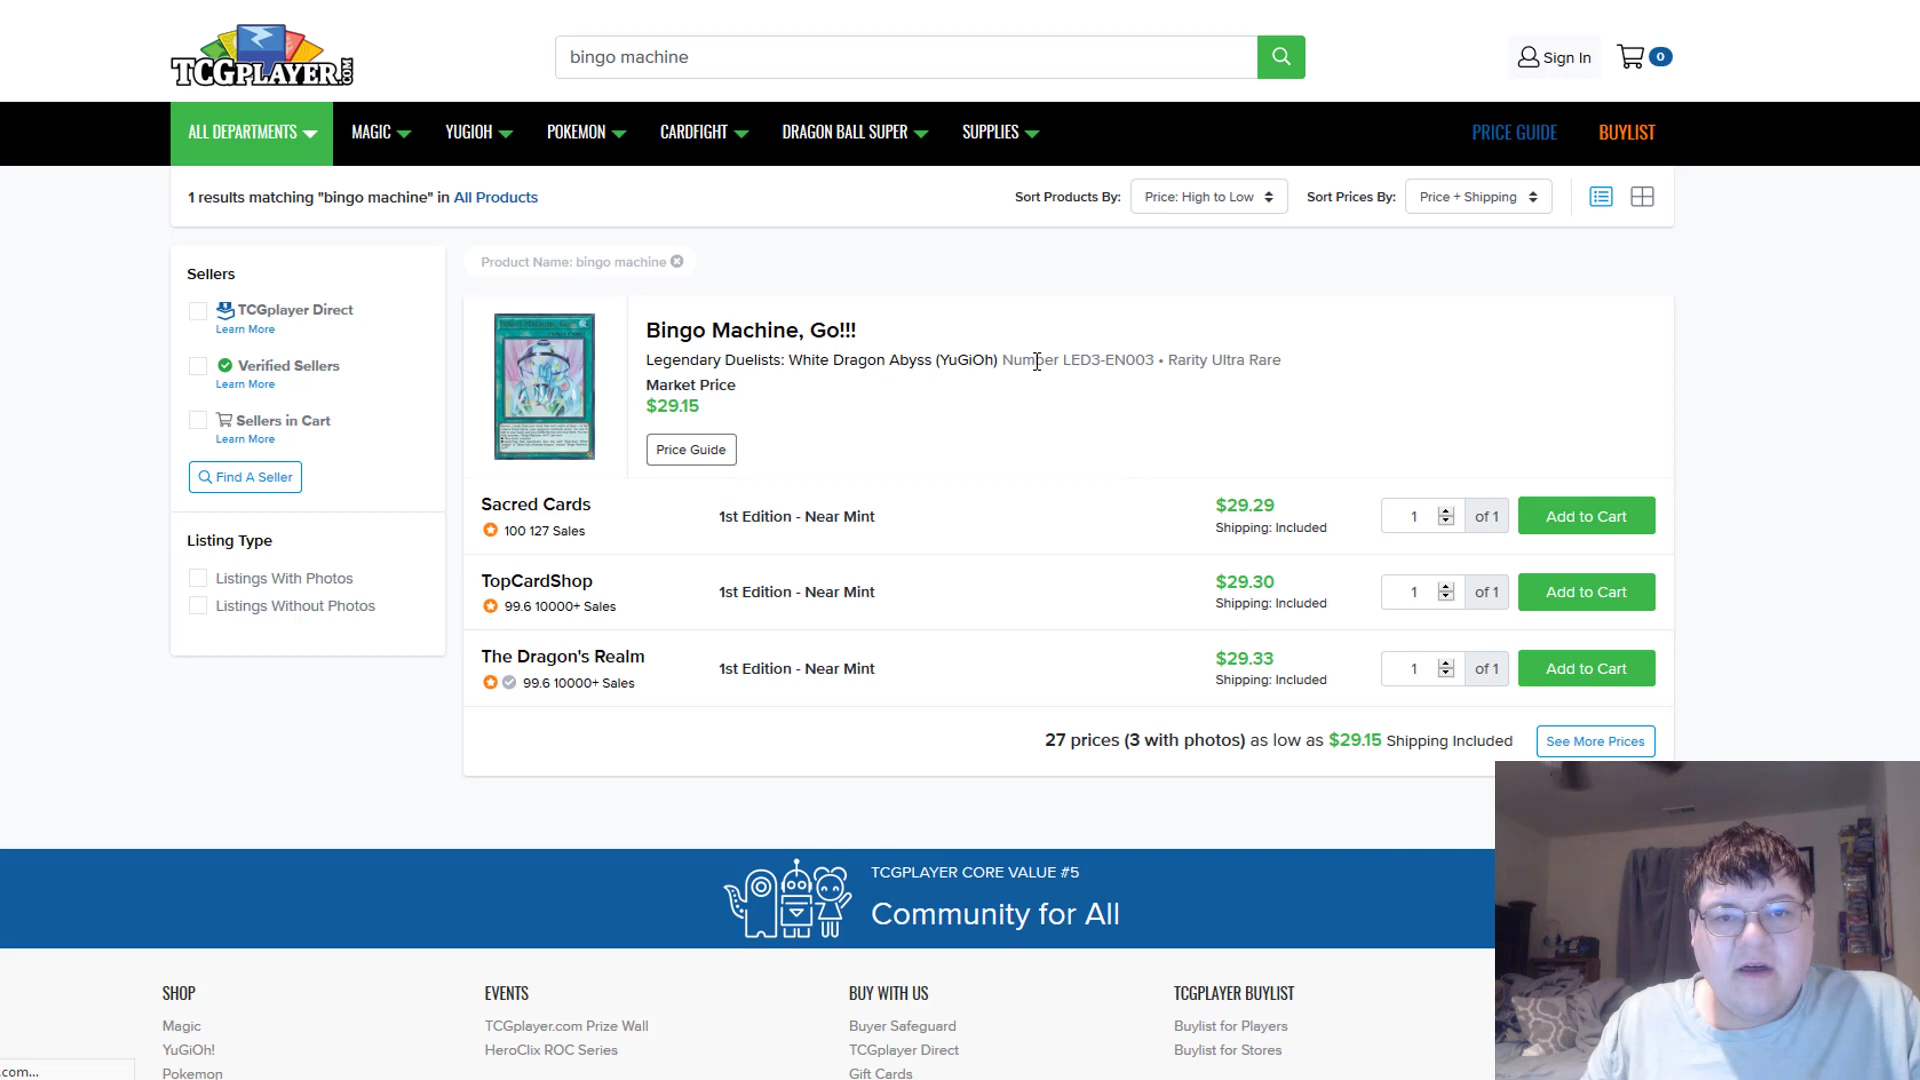 TCGPLAYER.COM
bingo machine
Sign In
0
ALL DEPARTMENTS
MAGIC
YUGIOH
POKEMON
CARDFIGHT
DRAGON BALL SUPER
SUPPLIES
PRICE GUIDE
BUYLIST
1 results matching "bingo machine" in All Products
Sort Products By:
Price: High to Low
Sort Prices By:
Price + Shipping
Sellers
TCGplayer Direct
Learn More
Verified Sellers
Learn More
Sellers in Cart
Learn More
Find A Seller
Listing Type
Listings With Photos
Listings Without Photos
Product Name: bingo machine
Bingo Machine, Go!!!
Legendary Duelists: White Dragon Abyss (YuGiOh) Number LED3-EN003 • Rarity Ultra Rare
Market Price
$29.15
Price Guide
Sacred Cards
100 127 Sales
1st Edition - Near Mint
$29.29
Shipping: Included
1
of 1
Add to Cart
TopCardShop
99.6 10000+ Sales
1st Edition - Near Mint
$29.30
Shipping: Included
1
of 1
Add to Cart
The Dragon's Realm
99.6 10000+ Sales
1st Edition - Near Mint
$29.33
Shipping: Included
1
of 1
Add to Cart
27 prices (3 with photos) as low as $29.15 Shipping Included
See More Prices
TCGPLAYER CORE VALUE #5
Community for All
SHOP
Magic
YuGiOh!
Pokemon
EVENTS
TCGplayer.com Prize Wall
HeroClix ROC Series
BUY WITH US
Buyer Safeguard
TCGplayer Direct
Gift Cards
TCGPLAYER BUYLIST
Buylist for Players
Buylist for Stores
.com...